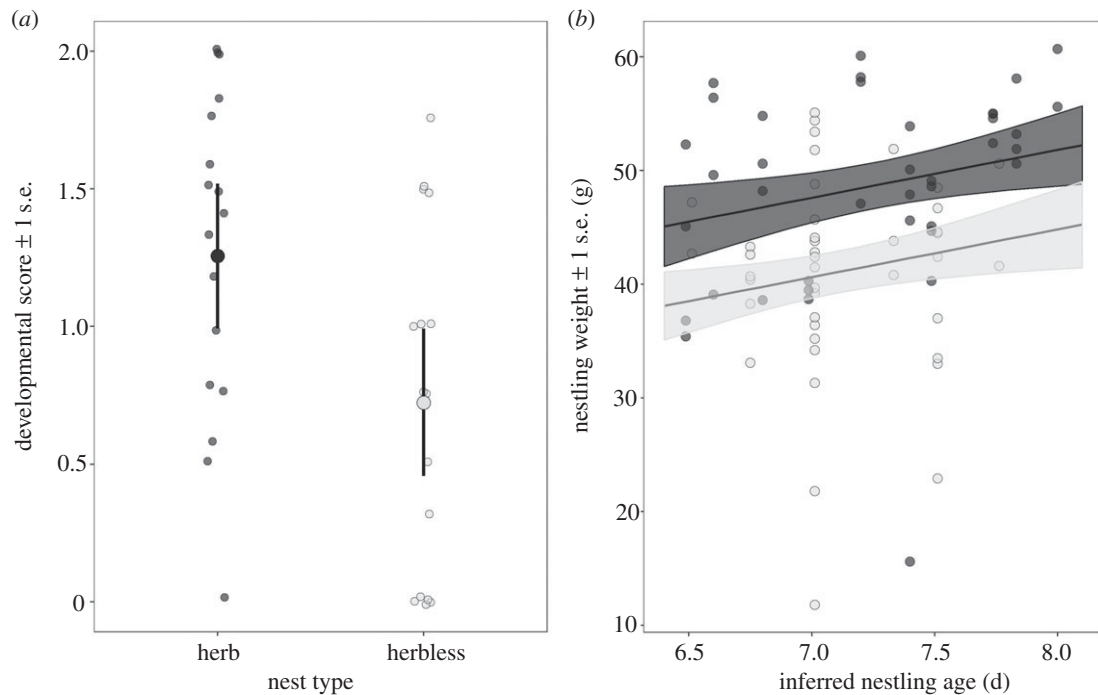 (a)
2.0
1.5
1.0
0.5
0
developmental score ± 1 s.e.
herb
herbless
nest type
(b)
60
50
40
30
20
10
nestling weight ± 1 s.e. (g)
6.5
7.0
7.5
8.0
inferred nestling age (d)